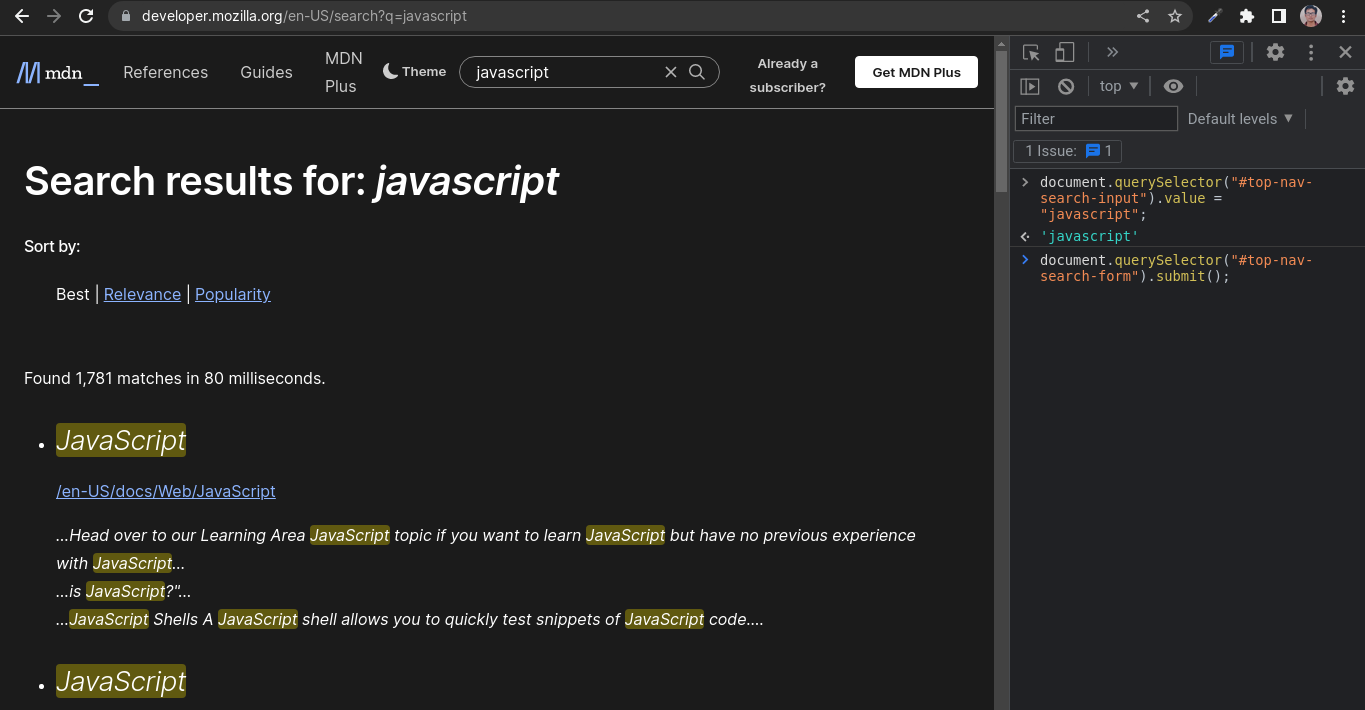 developer.mozilla.org/en-US/search?q=javascript
mdn_
References
Guides
MDN
Plus
Theme
javascript
Already a
subscriber?
Get MDN Plus
Search results for: javascript
Sort by:
Best | Relevance | Popularity
Found 1,781 matches in 80 milliseconds.
JavaScript
/en-US/docs/Web/JavaScript
…Head over to our Learning Area JavaScript topic if you want to learn JavaScript but have no previous experience
with JavaScript…
…is JavaScript?"…
…JavaScript Shells A JavaScript shell allows you to quickly test snippets of JavaScript code.…
JavaScript
top
Filter
Default levels
1 Issue: 1
document.querySelector("#top-nav-
search-input").value =
"javascript";
'javascript'
document.querySelector("#top-nav-
search-form").submit();